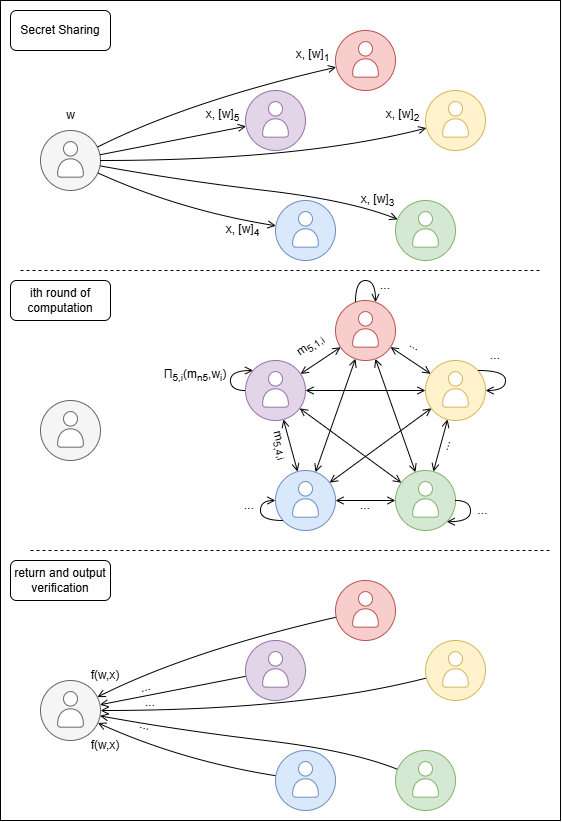 Secret Sharing
x, [w]₁
w
x, [w]₅
x, [w]₂
x, [w]₃
x, [w]₄
ith round of
computation
...
m₅,₁,ᵢ
...
...
Π₅,ᵢ(mₙ₅,wᵢ)
m₅,₄,ᵢ
...
...
...
...
return and output
verification
f(w,x)
...
...
...
f(w,x)